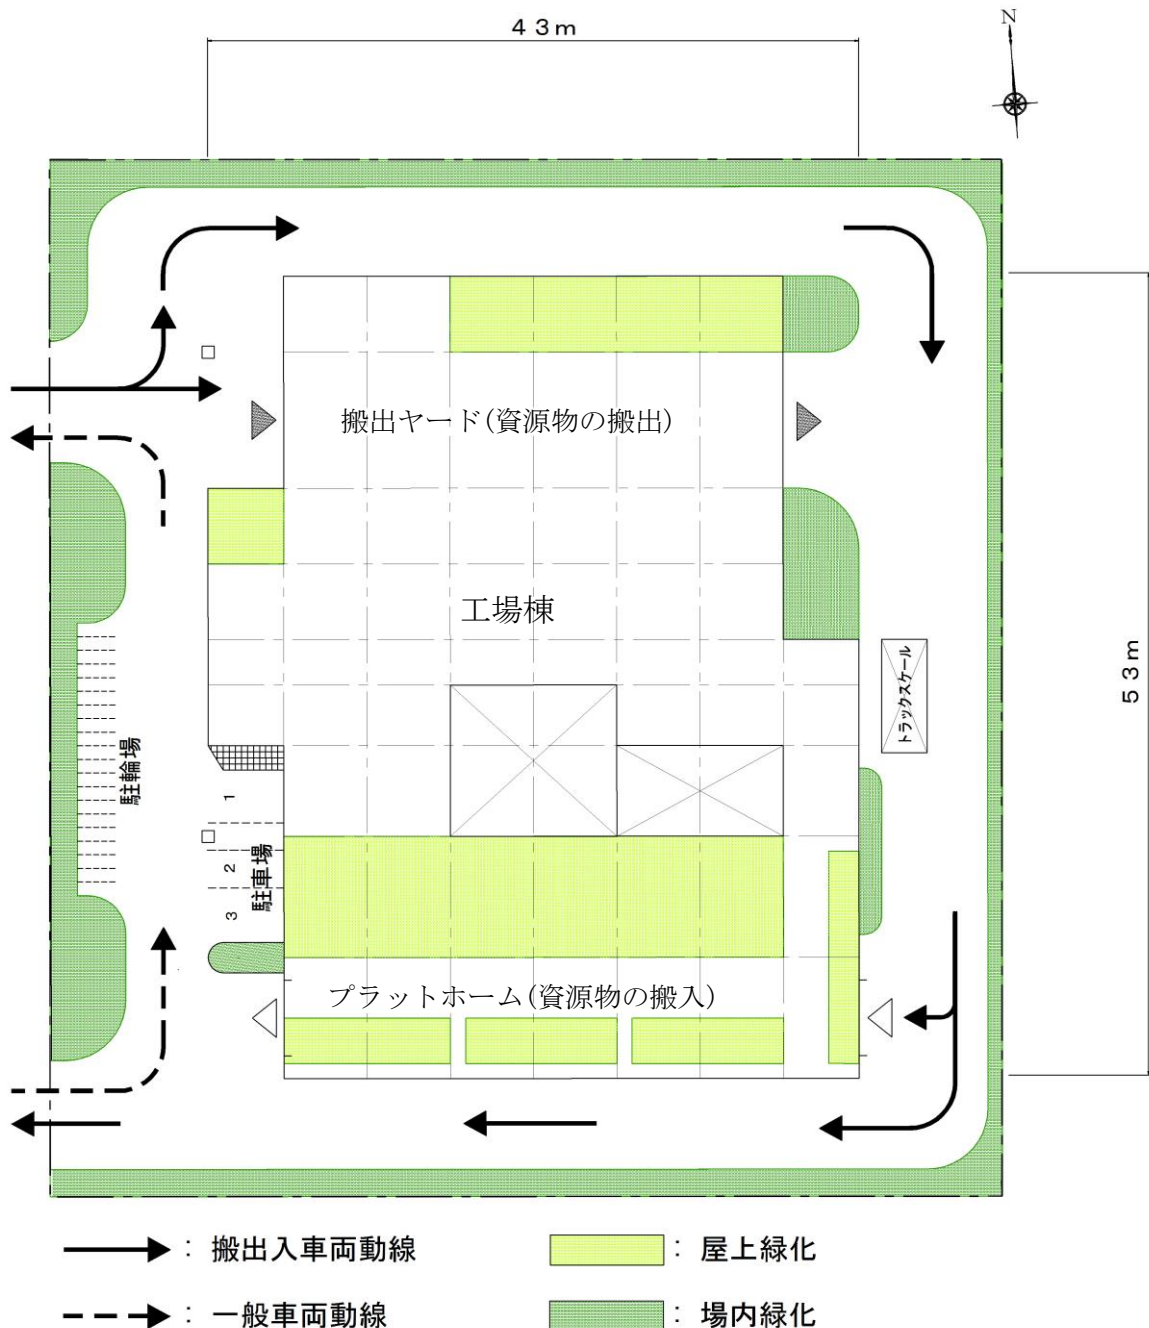 43m
N
搬出ヤード(資源物の搬出)
工場棟
トラックスケール
53m
駐輪場
1
2
3
駐車場
プラットホーム(資源物の搬入)
: 搬出入車両動線
: 屋上緑化
: 一般車両動線
: 場内緑化